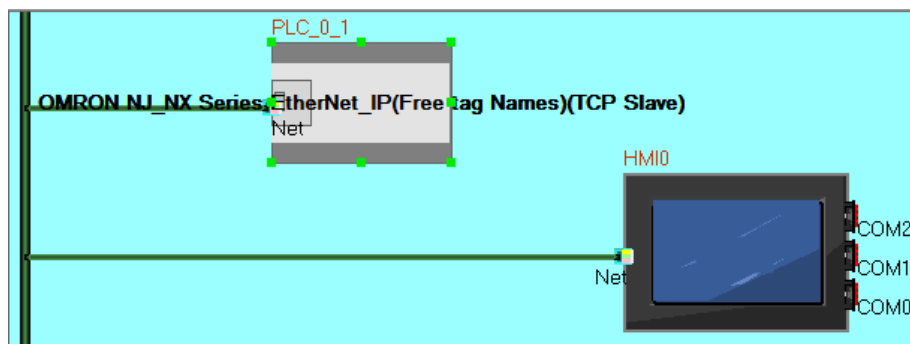 PLC_0_1
OMRON NJ_NX Series EtherNet_IP(Free tag Names)(TCP Slave)
Net
HMI0
COM2
Net
COM1
COM0